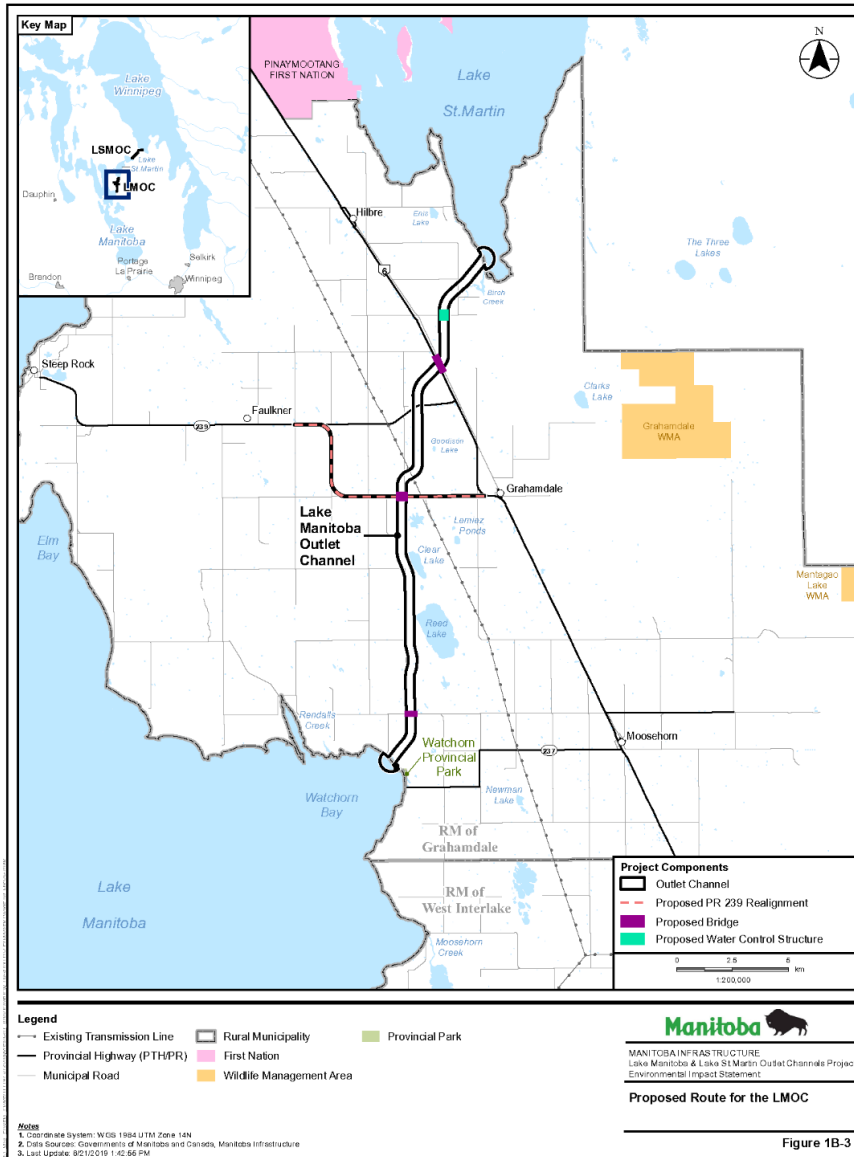 Key Map
Lake
Winnipeg
LSMOC
Lake
St Martin
LMOC
Dauphin
Lake
Manitoba
Portage
La Prairie
Selkirk
Brandon
Winnipeg
PINAYMOOTANG
FIRST NATION
Lake
St.Martin
N
Hilbre
Enis
Lake
The Three
Lakes
6
Birch
Creek
Steep Rock
Clarks
Lake
Faulkner
239
Grahamdale
WMA
Goodison
Lake
Grahamdale
Lake
Manitoba
Outlet
Channel
Lemiez
Ponds
Elm
Bay
Clear
Lake
Mantagao
Lake
WMA
Reed
Lake
Randalls
Creek
Moosehorn
Watchorn
Provincial
Park
237
Watchorn
Bay
Newman
Lake
RM of
Grahamdale
RM of
West Interlake
Lake
Manitoba
Moosehorn
Creek
Project Components
Outlet Channel
Proposed PR 239 Realignment
Proposed Bridge
Proposed Water Control Structure
0 2.5 5
km
1:200,000
Legend
Existing Transmission Line
Provincial Highway (PTH/PR)
Municipal Road
Rural Municipality
First Nation
Wildlife Management Area
Provincial Park
Manitoba
MANITOBA INFRASTRUCTURE
Lake Manitoba & Lake St Martin Outlet Channels Projec
Environmental Impact Statement
Proposed Route for the LMOC
Notes
1. Coordinate System: WGS 1984 UTM Zone 14N
2. Data Sources: Governments of Manitoba and Canada, Manitoba Infrastructure
3. Last Update: 8/21/2019 1:42:55 PM
Figure 1B-3